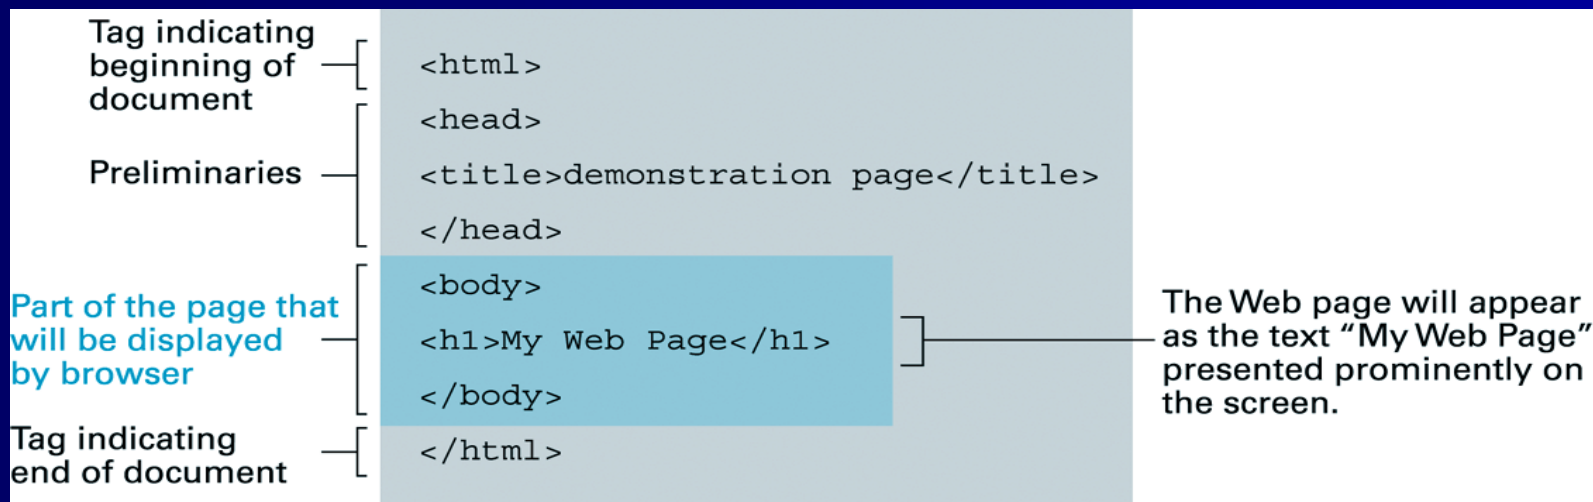 Tag indicating
beginning of
document
<html>
Preliminaries
<head>
<title>demonstration page</title>
</head>
Part of the page that
will be displayed
by browser
<body>
<h1>My Web Page</h1>
</body>
The Web page will appear
as the text “My Web Page”
presented prominently on
the screen.
Tag indicating
end of document
</html>